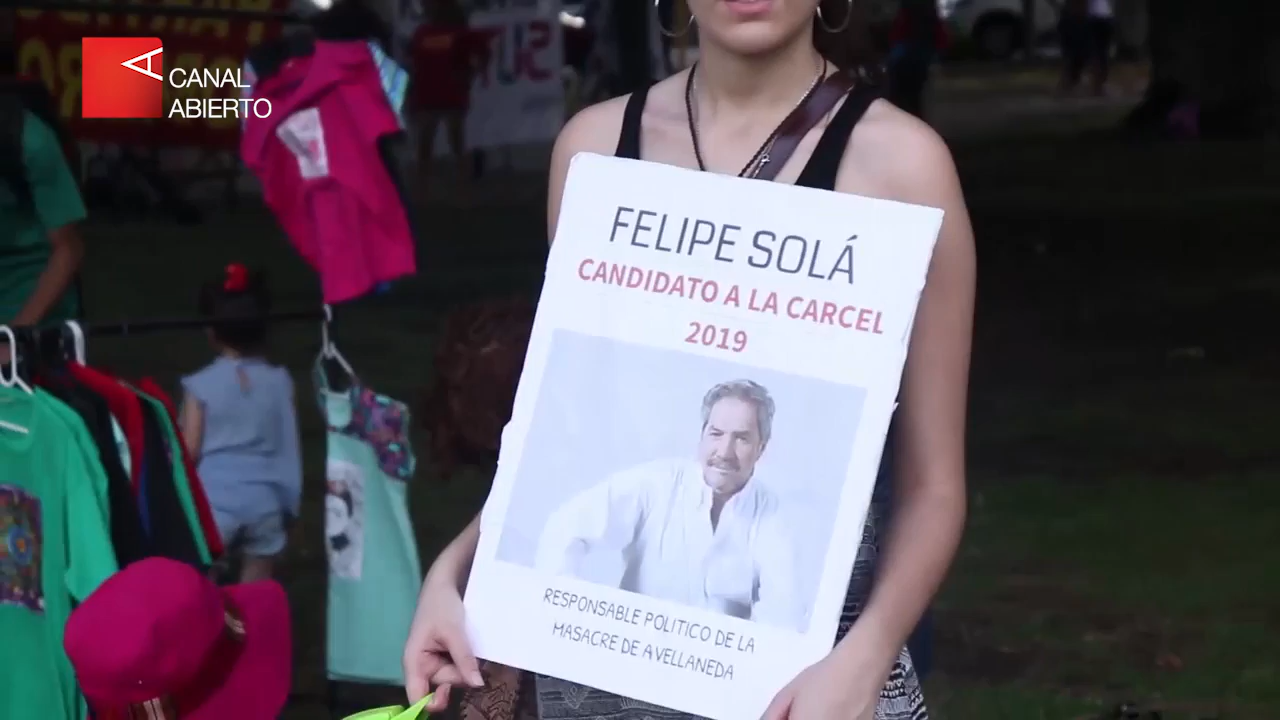 CANAL
ABIERTO
FELIPE SOLÁ
CANDIDATO A LA CARCEL
2019
RESPONSABLE POLITICO DE LA
MASACRE DE AVELLANEDA